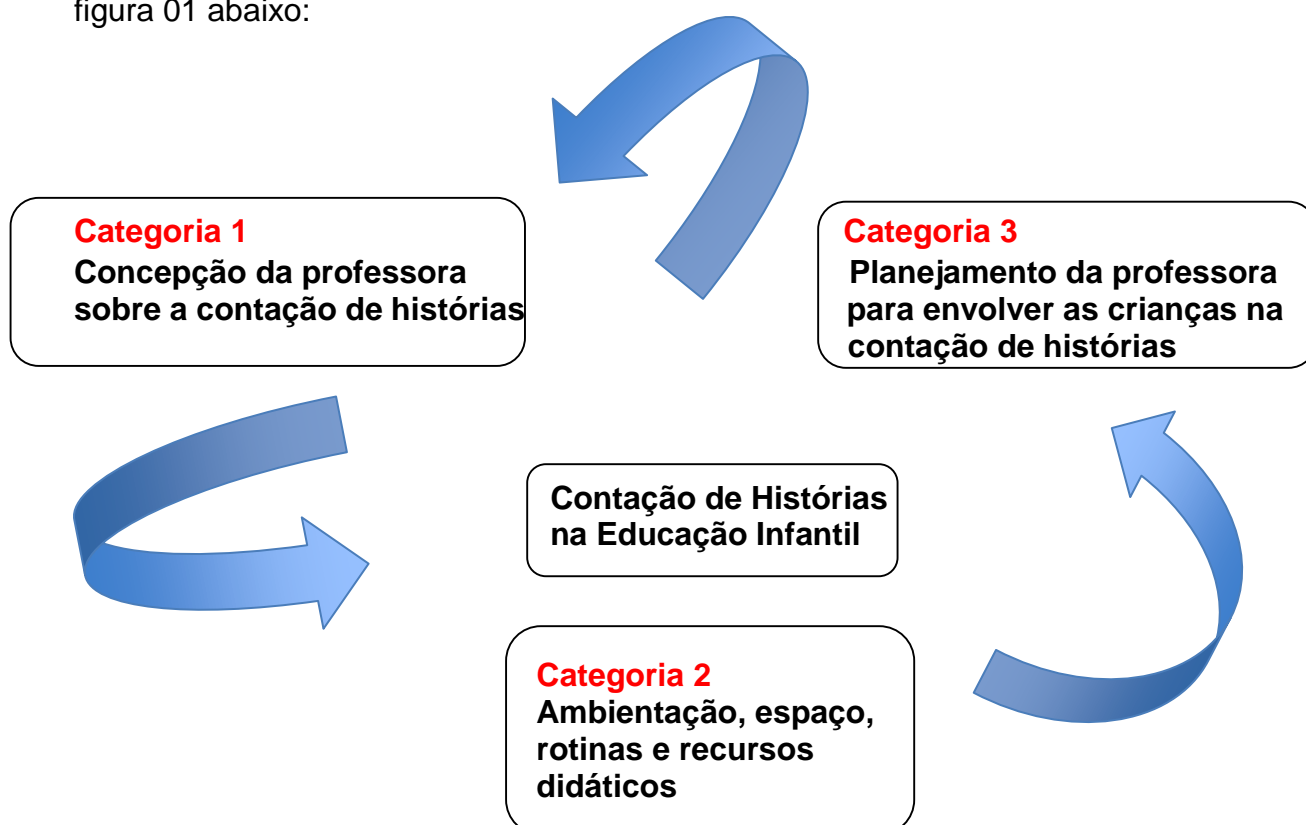 figura 01 abaixo:
Categoria 1
Concepção da professora
sobre a contação de histórias
Categoria 3
Planejamento da professora
para envolver as crianças na
contação de histórias
Contação de Histórias
na Educação Infantil
Categoria 2
Ambientação, espaço,
rotinas e recursos
didáticos